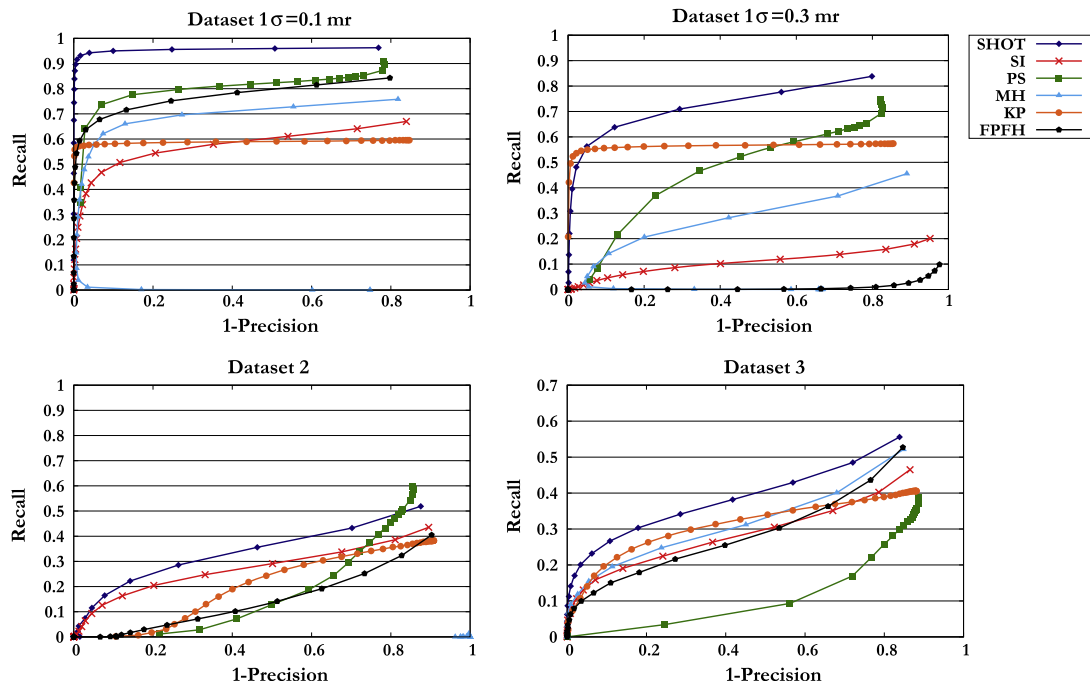 Dataset 1σ=0.1 mr
1
0.9
0.8
0.7
0.6
0.5
0.4
0.3
0.2
0.1
0
0 0.2 0.4 0.6 0.8 1
Recall
1-Precision
Dataset 1σ=0.3 mr
1
0.9
0.8
0.7
0.6
0.5
0.4
0.3
0.2
0.1
0
0 0.2 0.4 0.6 0.8 1
Recall
1-Precision
SHOT
SI
PS
MH
KP
FPFH
Dataset 2
1
0.9
0.8
0.7
0.6
0.5
0.4
0.3
0.2
0.1
0
0 0.2 0.4 0.6 0.8 1
Recall
1-Precision
Dataset 3
0.7
0.6
0.5
0.4
0.3
0.2
0.1
0
0 0.2 0.4 0.6 0.8 1
Recall
1-Precision